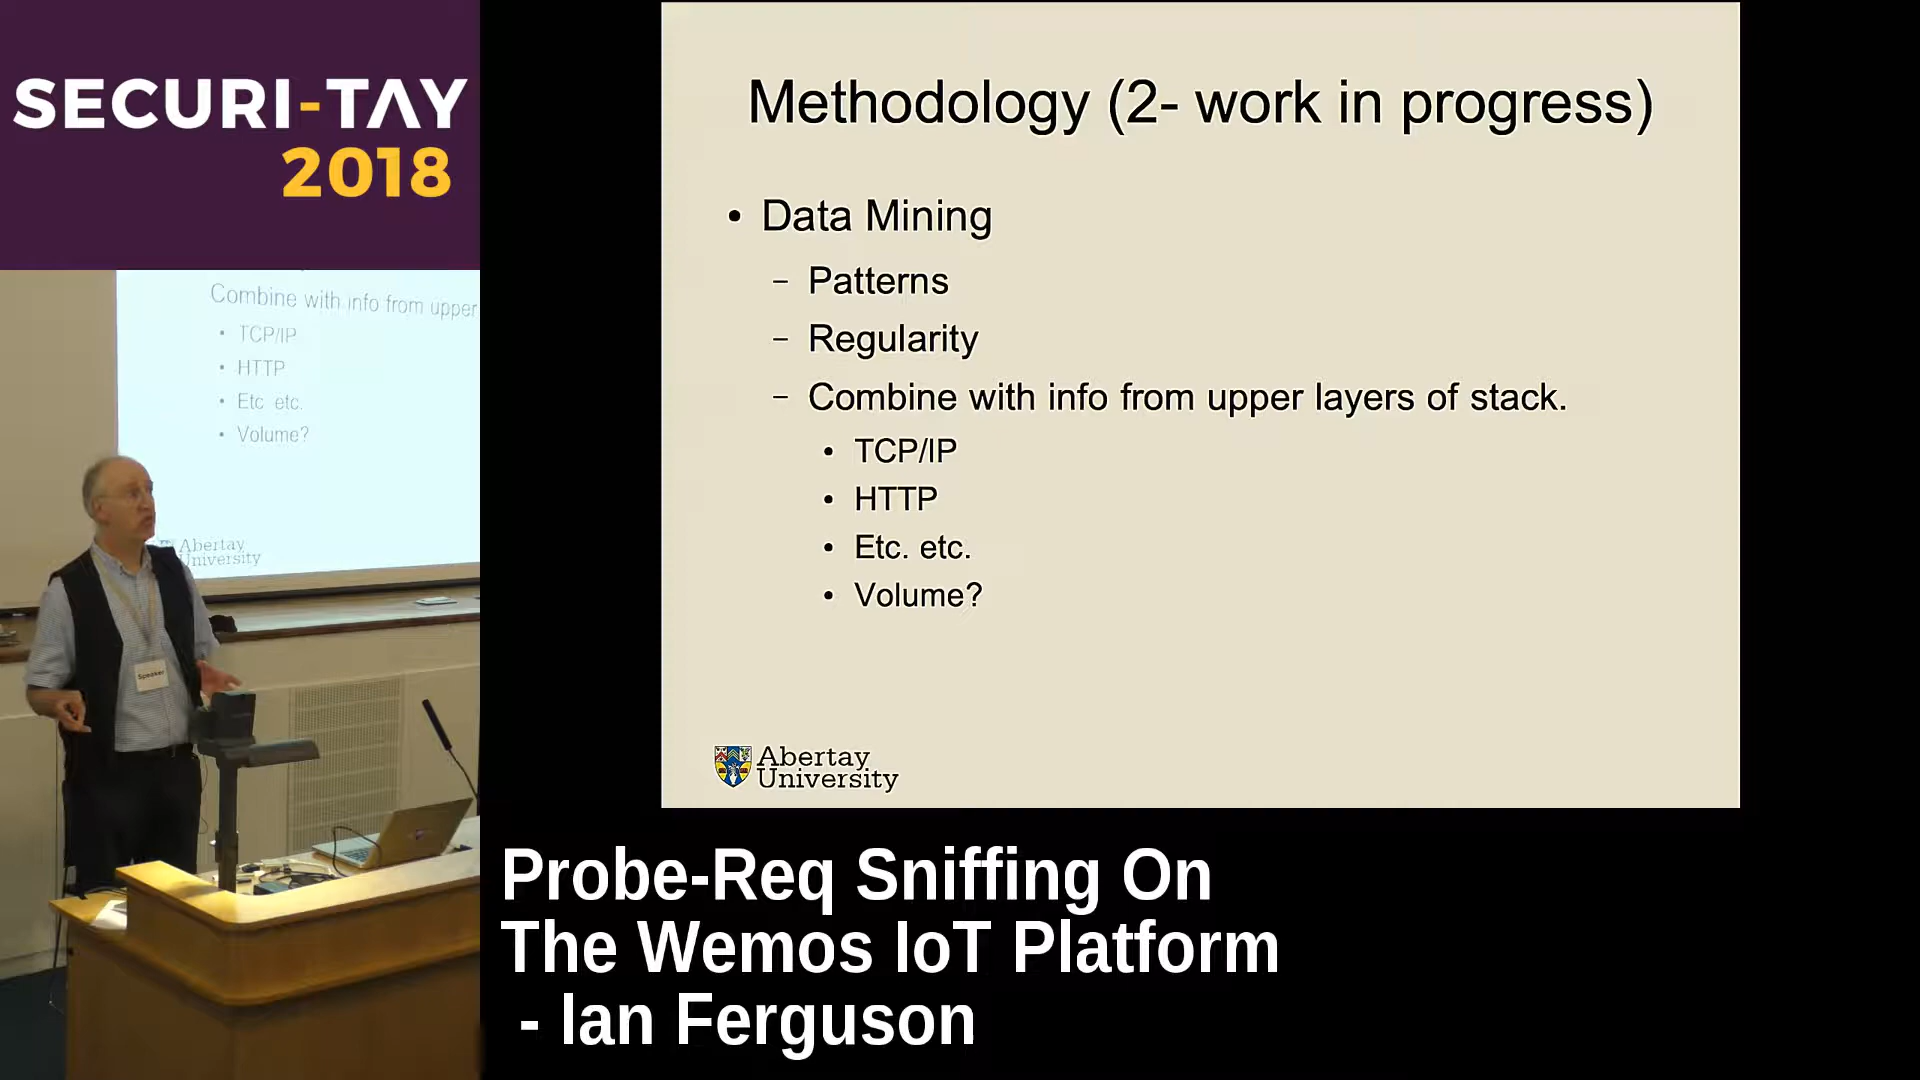 SECURI-TAY
2018
Combine with info from upper
• TCP/IP
• HTTP
• Etc etc.
• Volume?
Abertay
University
Speaker
Methodology (2- work in progress)
• Data Mining
– Patterns
– Regularity
– Combine with info from upper layers of stack.
• TCP/IP
• HTTP
• Etc. etc.
• Volume?
Abertay
University
Probe-Req Sniffing On
The Wemos IoT Platform
- Ian Ferguson